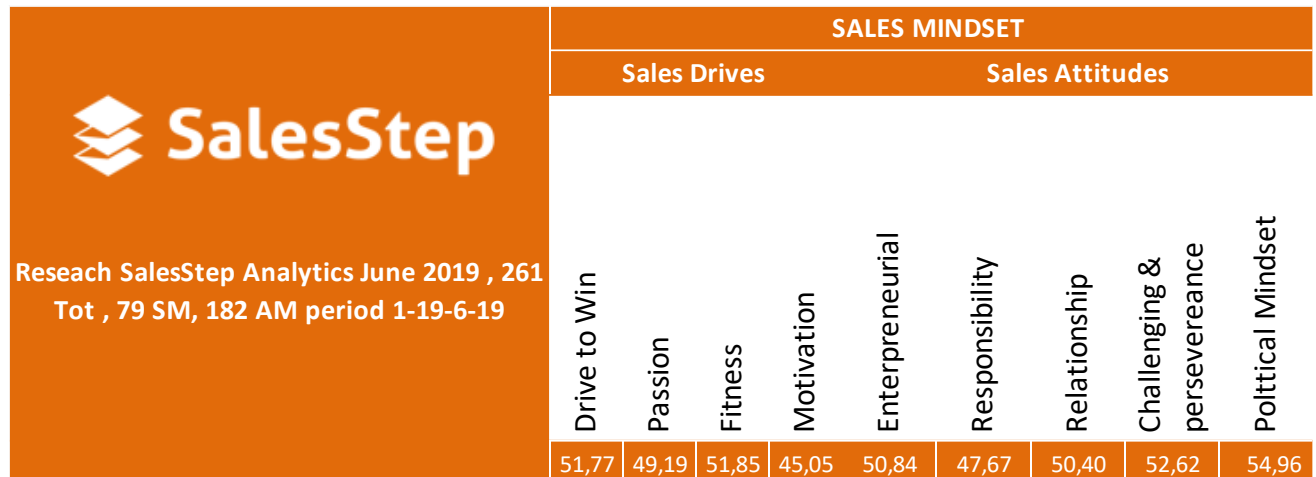 SALES MINDSET
Sales Drives
Sales Attitudes
SalesStep
Reseach SalesStep Analytics June 2019 , 261
Tot , 79 SM, 182 AM period 1-19-6-19
Drive to Win
Passion
Fitness
Motivation
Enterpreneurial
Responsibility
Relationship
Challenging &
persevereance
Polttical Mindset
51,77 49,19 51,85 45,05 50,84 47,67 50,40 52,62 54,96